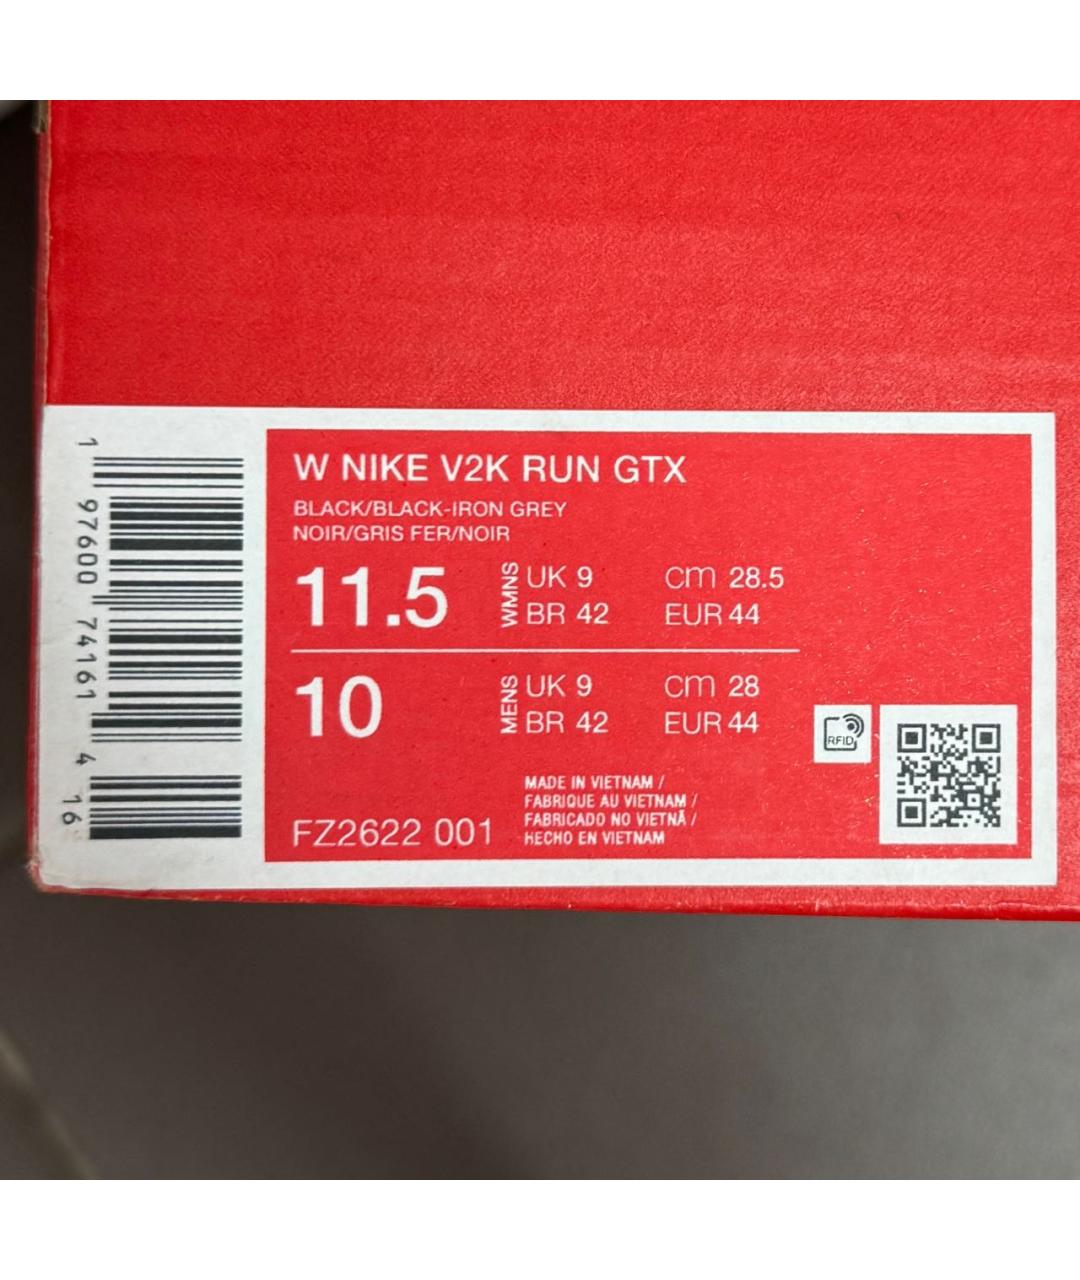 W NIKE V2K RUN GTX
BLACK/BLACK-IRON GREY
NOIR/GRIS FER/NOIR
11.5 WMNS UK 9 cm 28.5
BR 42 EUR 44
10 MENS UK 9 cm 28
BR 42 EUR 44
RFID
MADE IN VIETNAM /
FABRIQUE AU VIETNAM /
FABRICADO NO VIETNÃ /
HECHO EN VIETNAM
FZ2622 001
1 97600 74161 4 16